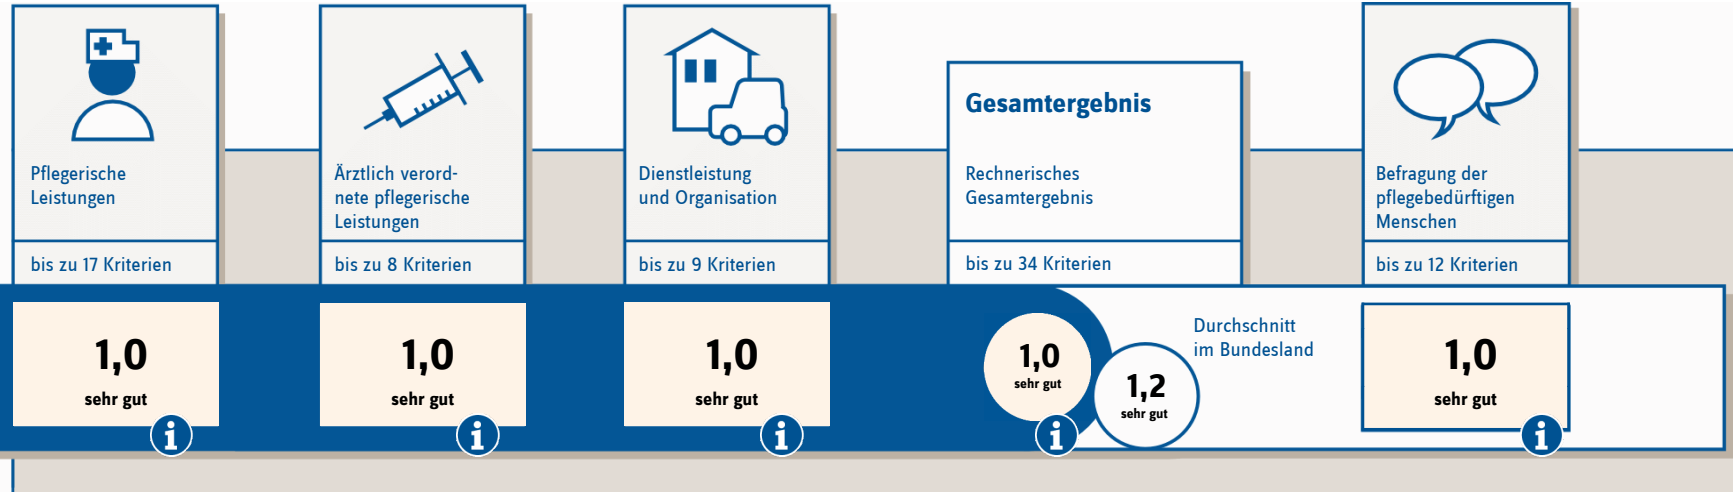 Pflegerische
Leistungen
bis zu 17 Kriterien
1,0
sehr gut
i
Ärztlich verord-
nete pflegerische
Leistungen
bis zu 8 Kriterien
1,0
sehr gut
i
Dienstleistung
und Organisation
bis zu 9 Kriterien
1,0
sehr gut
i
Gesamtergebnis
Rechnerisches
Gesamtergebnis
bis zu 34 Kriterien
1,0
sehr gut
i
Durchschnitt
im Bundesland
1,2
sehr gut
Befragung der
pflegebedürftigen
Menschen
bis zu 12 Kriterien
1,0
sehr gut
i